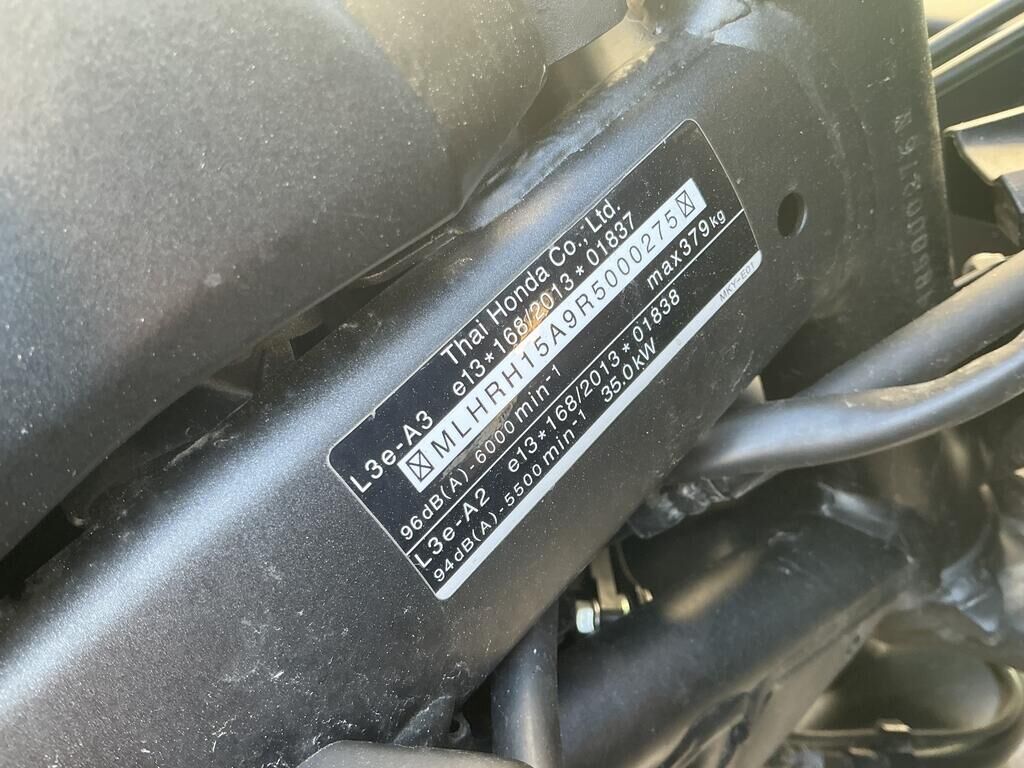 Thai Honda Co., Ltd.
L3e-A3 e13*168/2013*01837
☒MLHRH15A9R5000275☒
96dB(A)-6000min-1 max379kg
L3e-A2 e13*168/2013*01838
94dB(A)-5500min-1 35.0kW
MKY-E01